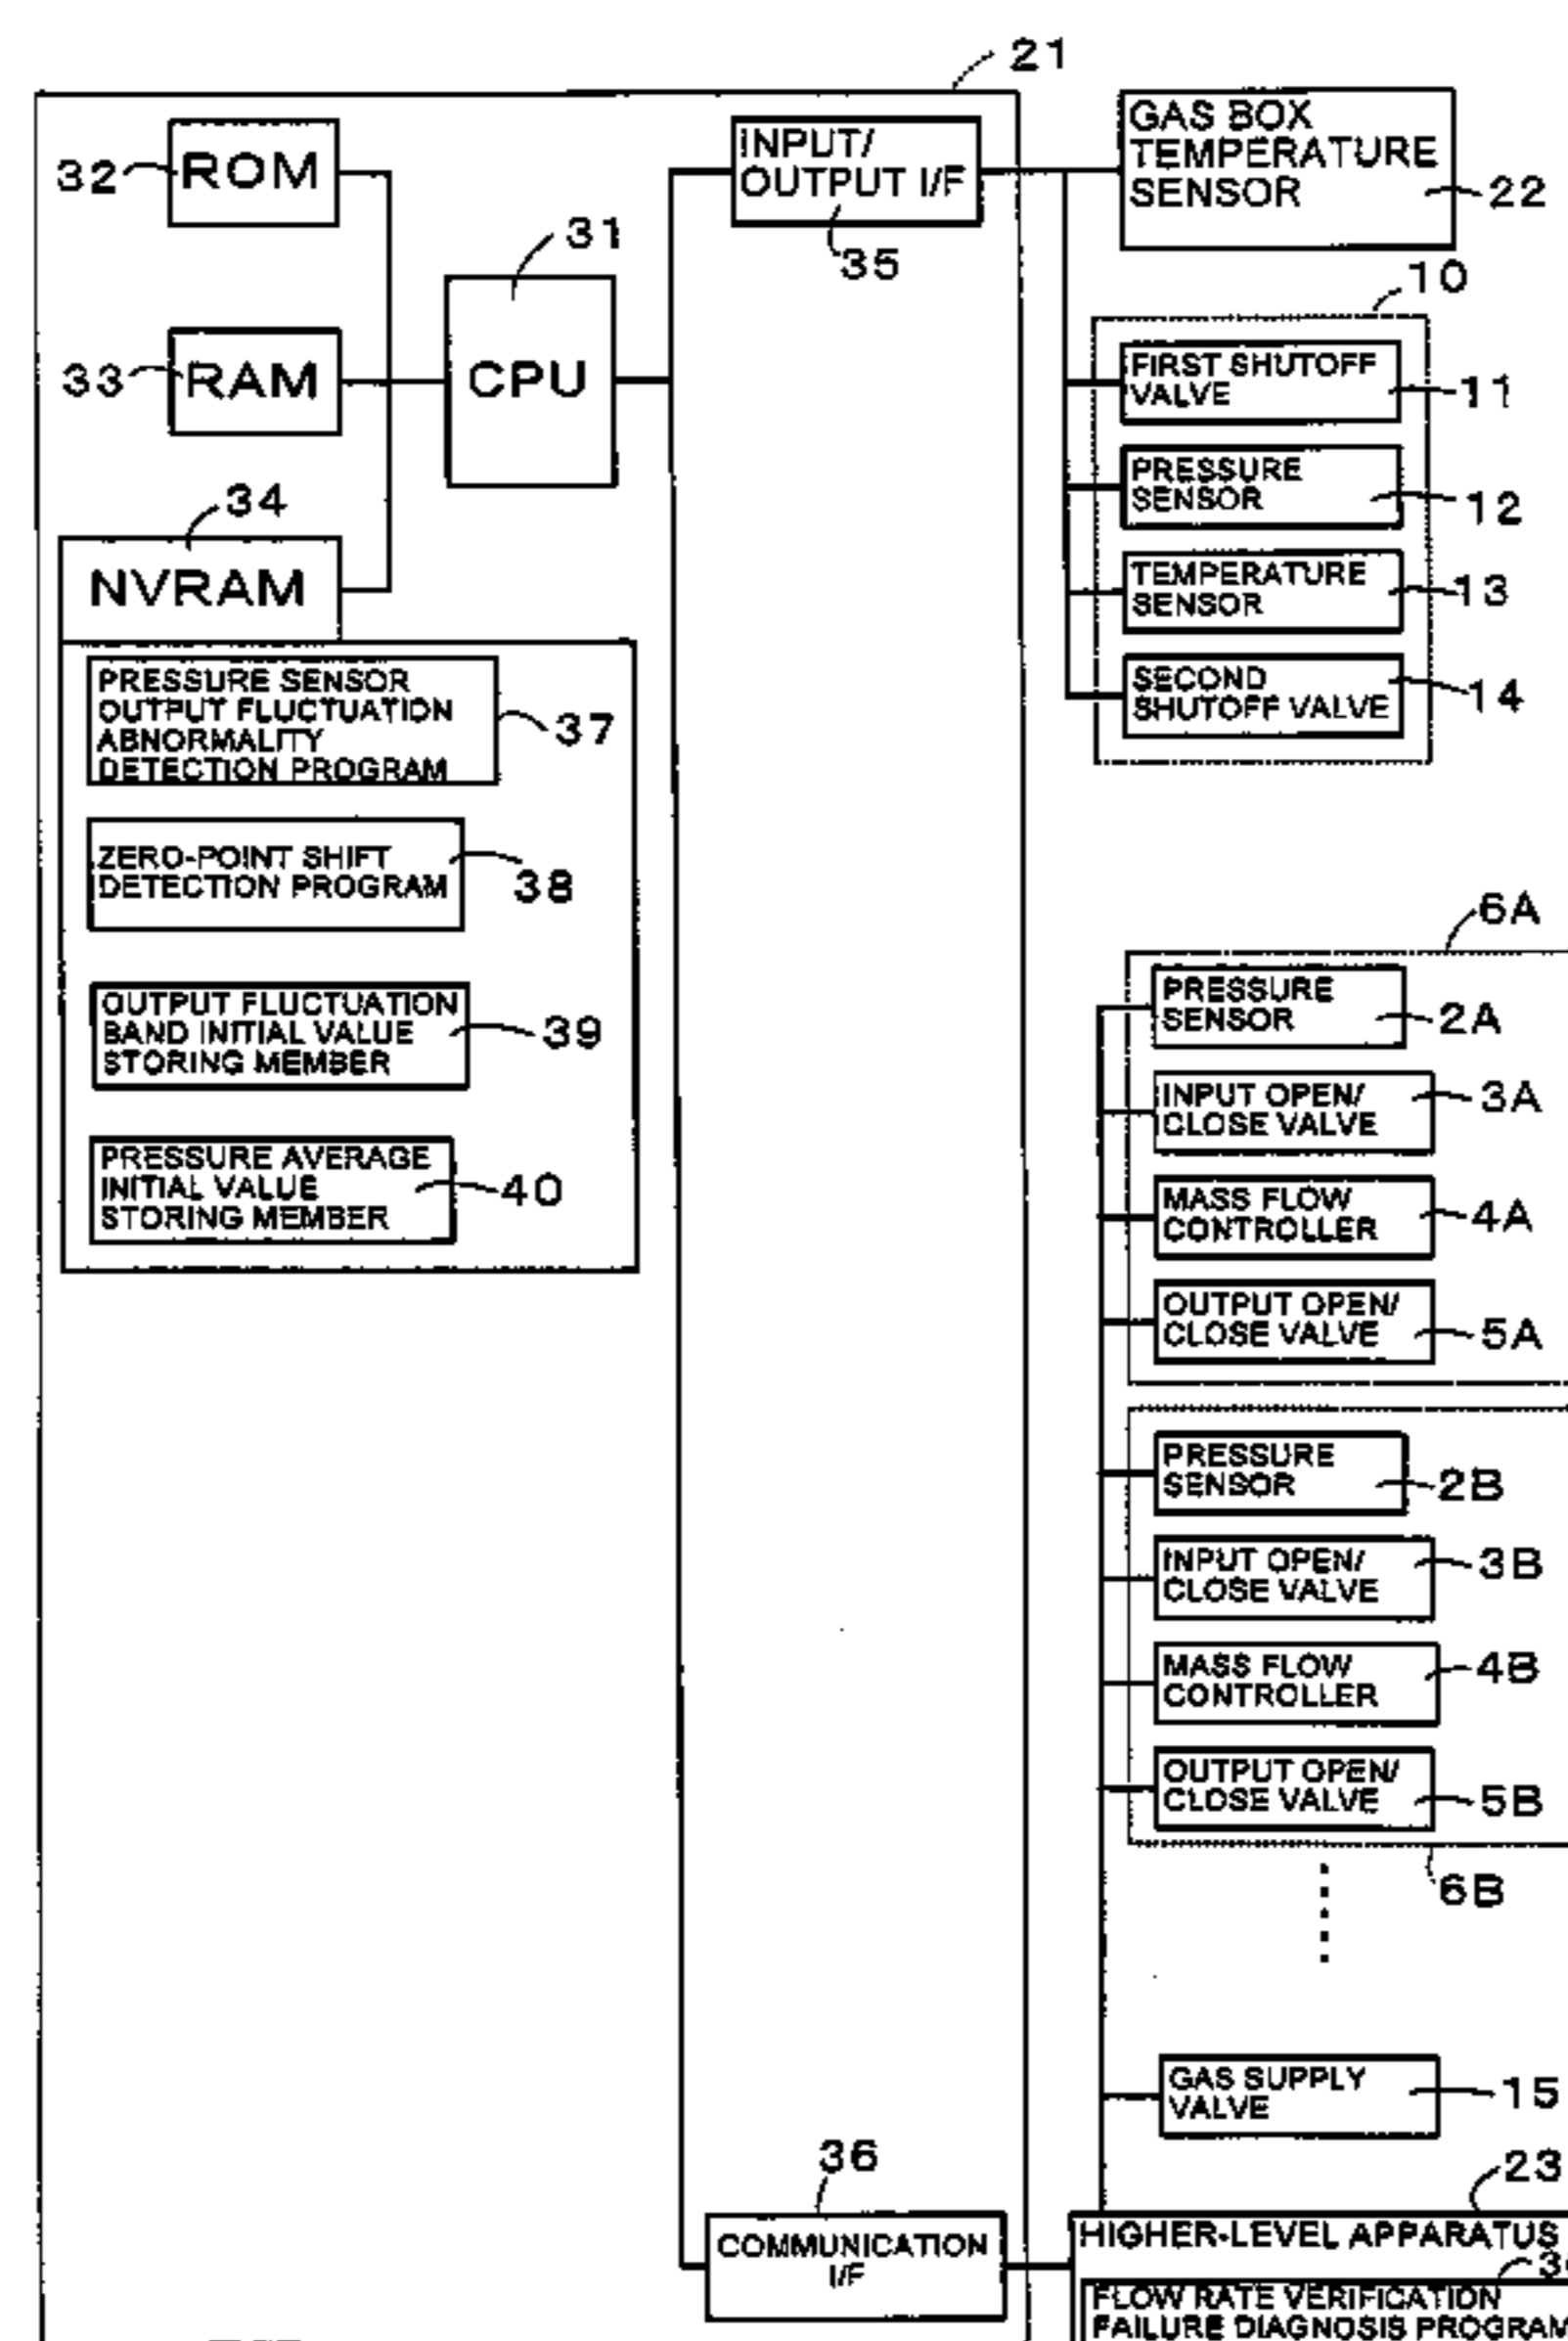 21
ROM
32
31
CPU
33
RAM
34
NVRAM
PRESSURE SENSOR
OUTPUT FLUCTUATION
ABNORMALITY
DETECTION PROGRAM
37
ZERO-POINT SHIFT
DETECTION PROGRAM
38
OUTPUT FLUCTUATION
BAND INITIAL VALUE
STORING MEMBER
39
PRESSURE AVERAGE
INITIAL VALUE
STORING MEMBER
40
INPUT/
OUTPUT I/F
35
36
COMMUNICATION
I/F
GAS BOX
TEMPERATURE
SENSOR
22
10
FIRST SHUTOFF
VALVE
11
PRESSURE
SENSOR
12
TEMPERATURE
SENSOR
13
SECOND
SHUTOFF VALVE
14
6A
PRESSURE
SENSOR
2A
INPUT OPEN/
CLOSE VALVE
3A
MASS FLOW
CONTROLLER
4A
OUTPUT OPEN/
CLOSE VALVE
5A
PRESSURE
SENSOR
2B
INPUT OPEN/
CLOSE VALVE
3B
MASS FLOW
CONTROLLER
4B
OUTPUT OPEN/
CLOSE VALVE
5B
6B
GAS SUPPLY
VALVE
15
23
HIGHER-LEVEL APPARATUS
FLOW RATE VERIFICATION
FAILURE DIAGNOSIS PROGRAM